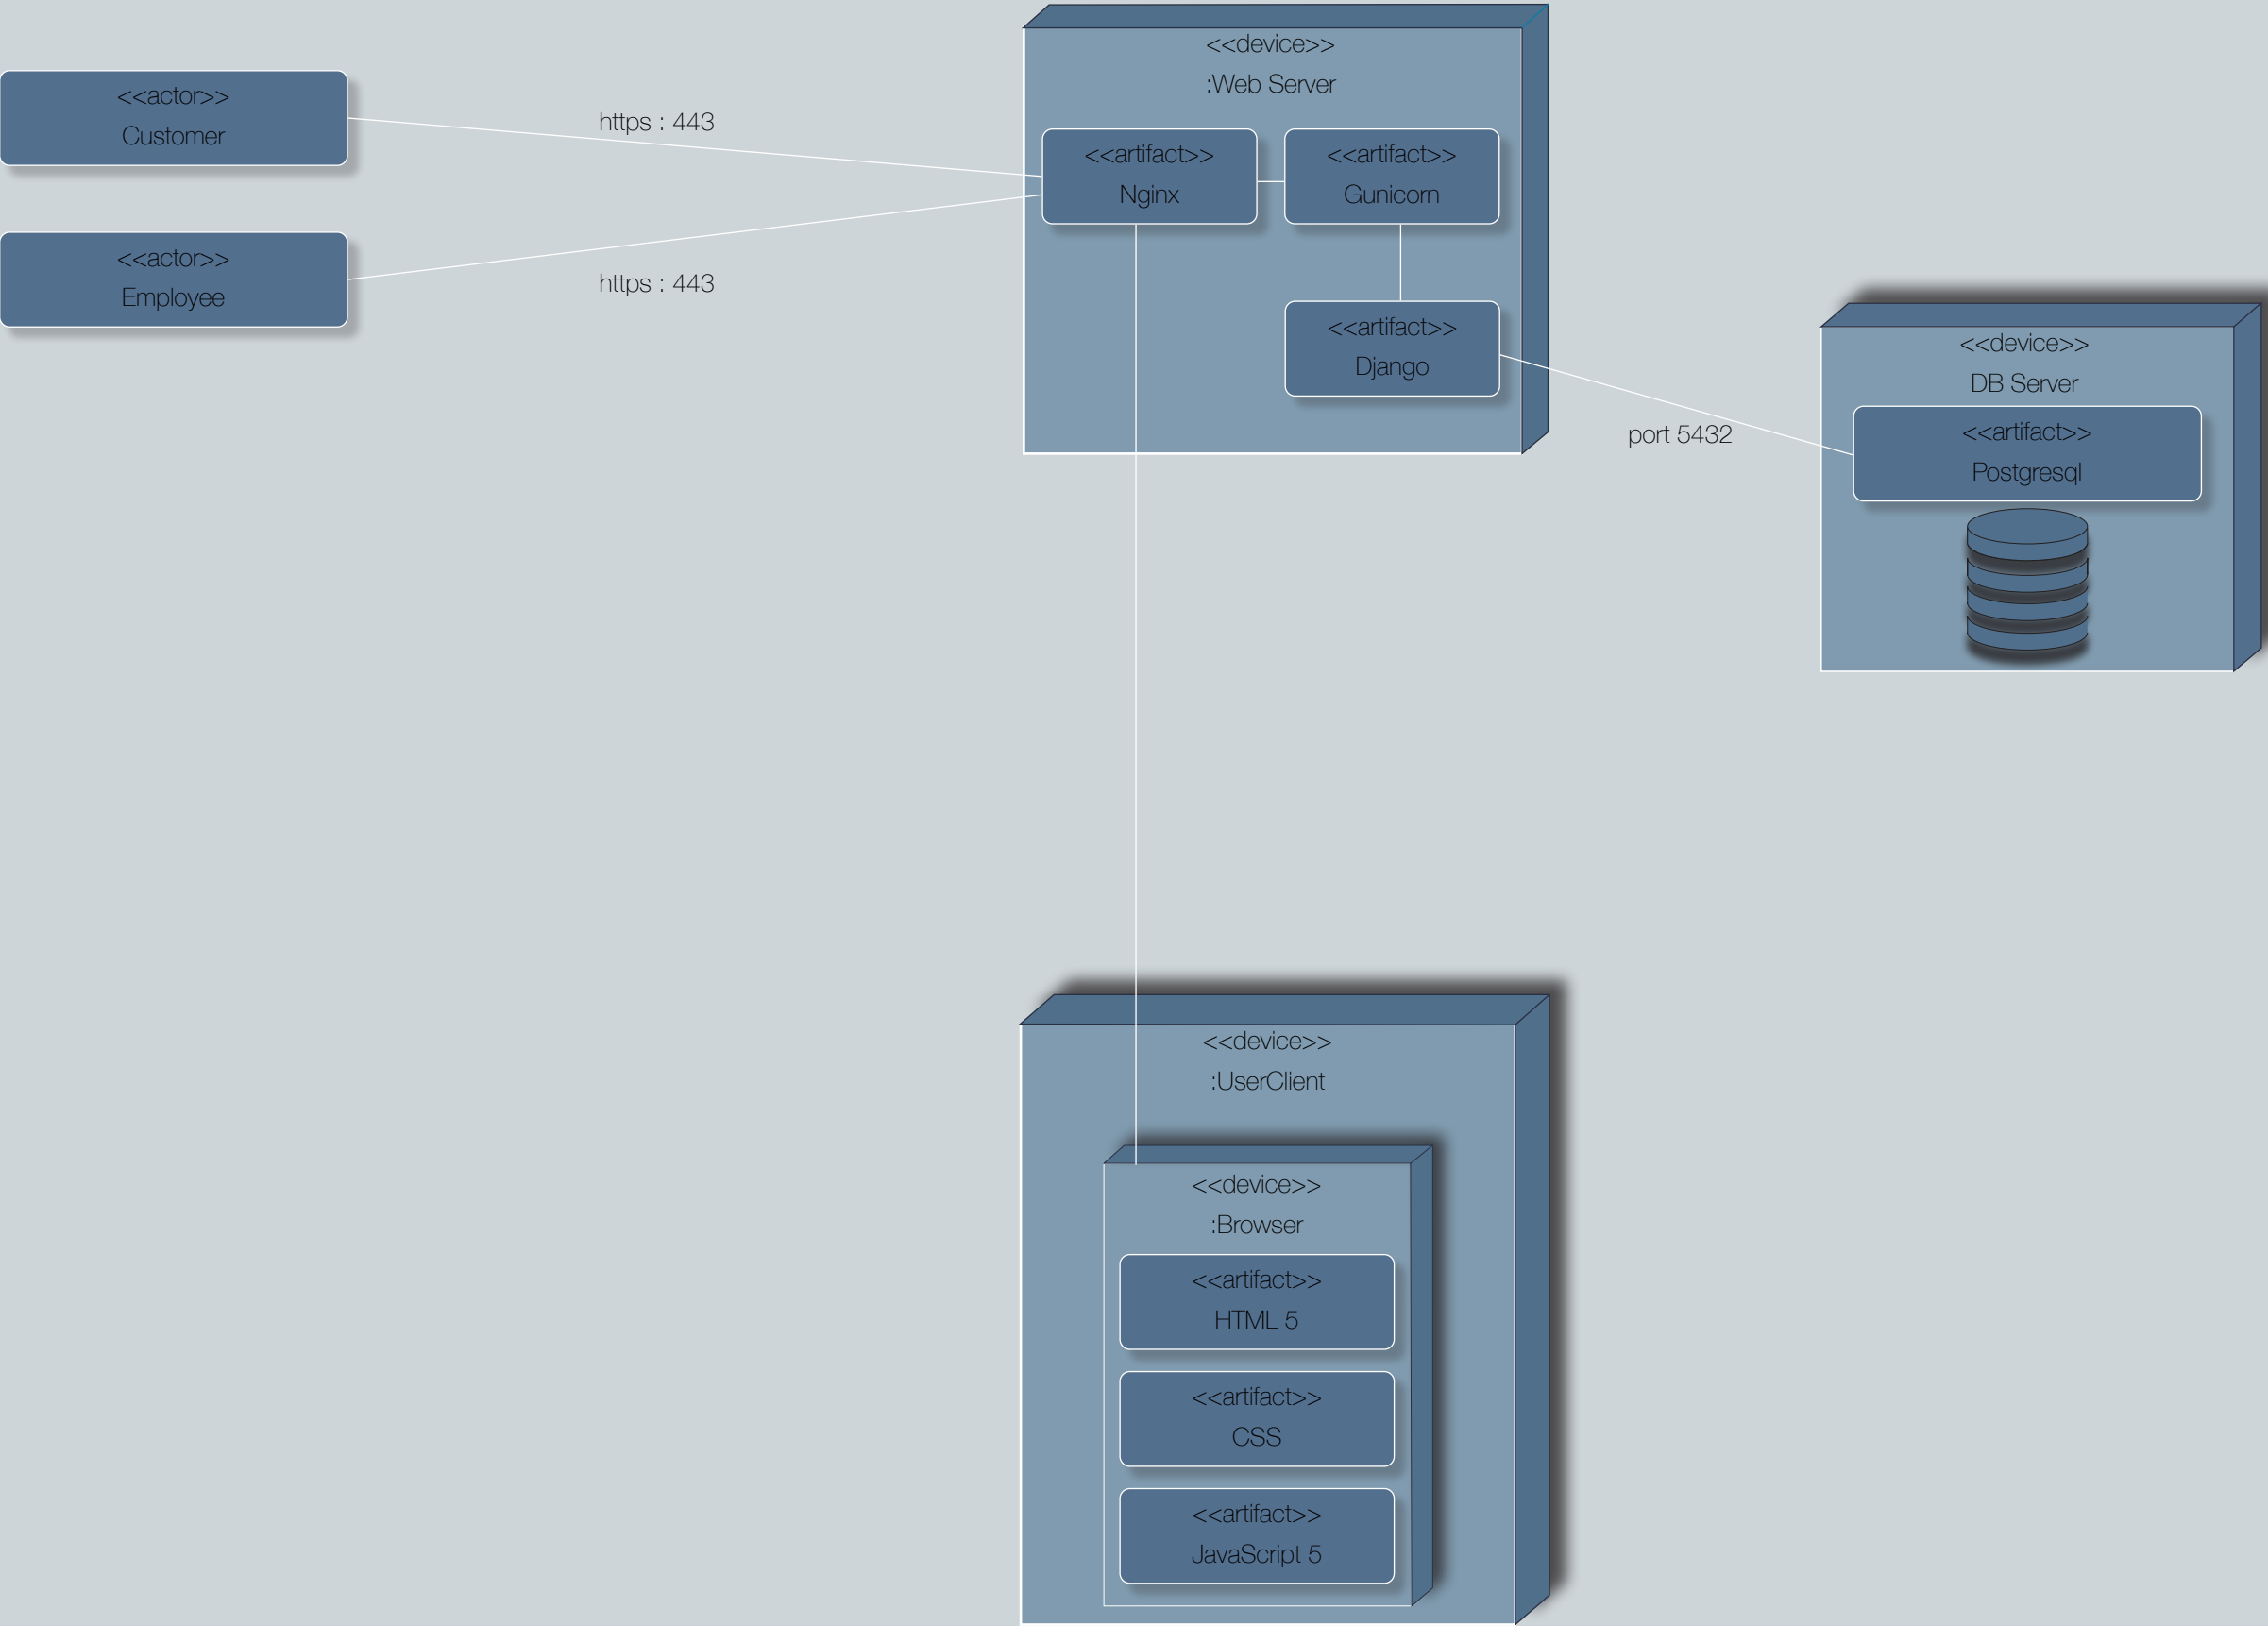 <<actor>>
Customer
https : 443
<<actor>>
Employee
https : 443
<<device>>
:Web Server
<<artifact>>
Nginx
<<artifact>>
Gunicorn
<<artifact>>
Django
port 5432
<<device>>
DB Server
<<artifact>>
Postgresql
<<device>>
:UserClient
<<device>>
:Browser
<<artifact>>
HTML 5
<<artifact>>
CSS
<<artifact>>
JavaScript 5